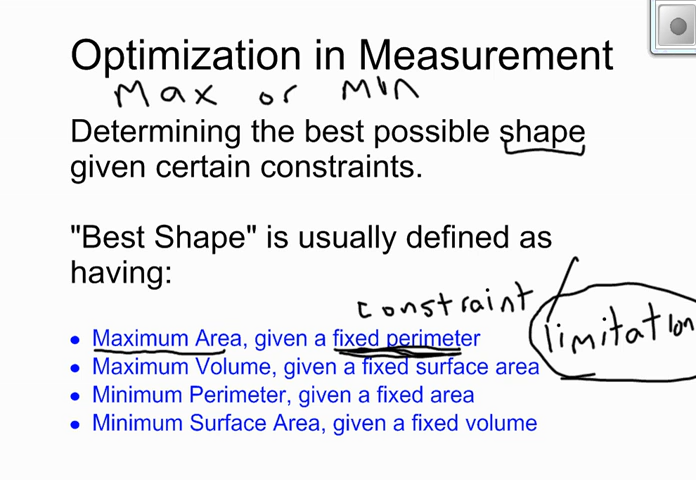 Optimization in Measurement
Max or Min
Determining the best possible shape
given certain constraints.
"Best Shape" is usually defined as
having:
constraint / limitation
• Maximum Area, given a fixed perimeter
• Maximum Volume, given a fixed surface area
• Minimum Perimeter, given a fixed area
• Minimum Surface Area, given a fixed volume